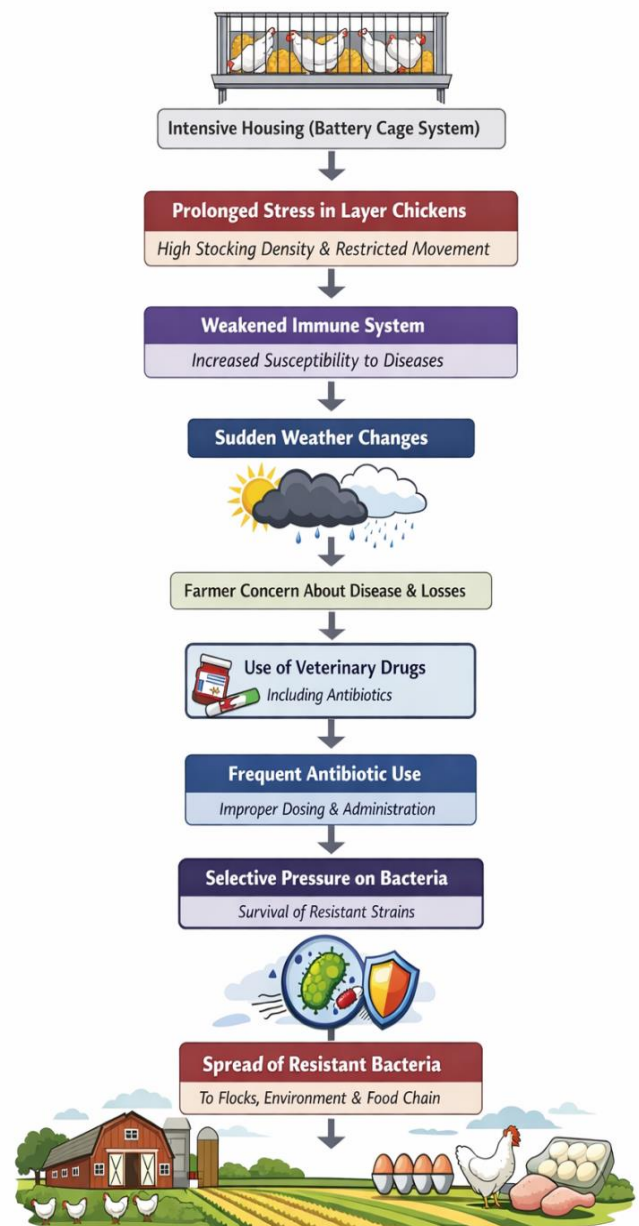 Intensive Housing (Battery Cage System)
Prolonged Stress in Layer Chickens
High Stocking Density & Restricted Movement
Weakened Immune System
Increased Susceptibility to Diseases
Sudden Weather Changes
Farmer Concern About Disease & Losses
Use of Veterinary Drugs
Including Antibiotics
Frequent Antibiotic Use
Improper Dosing & Administration
Selective Pressure on Bacteria
Survival of Resistant Strains
Spread of Resistant Bacteria
To Flocks, Environment & Food Chain